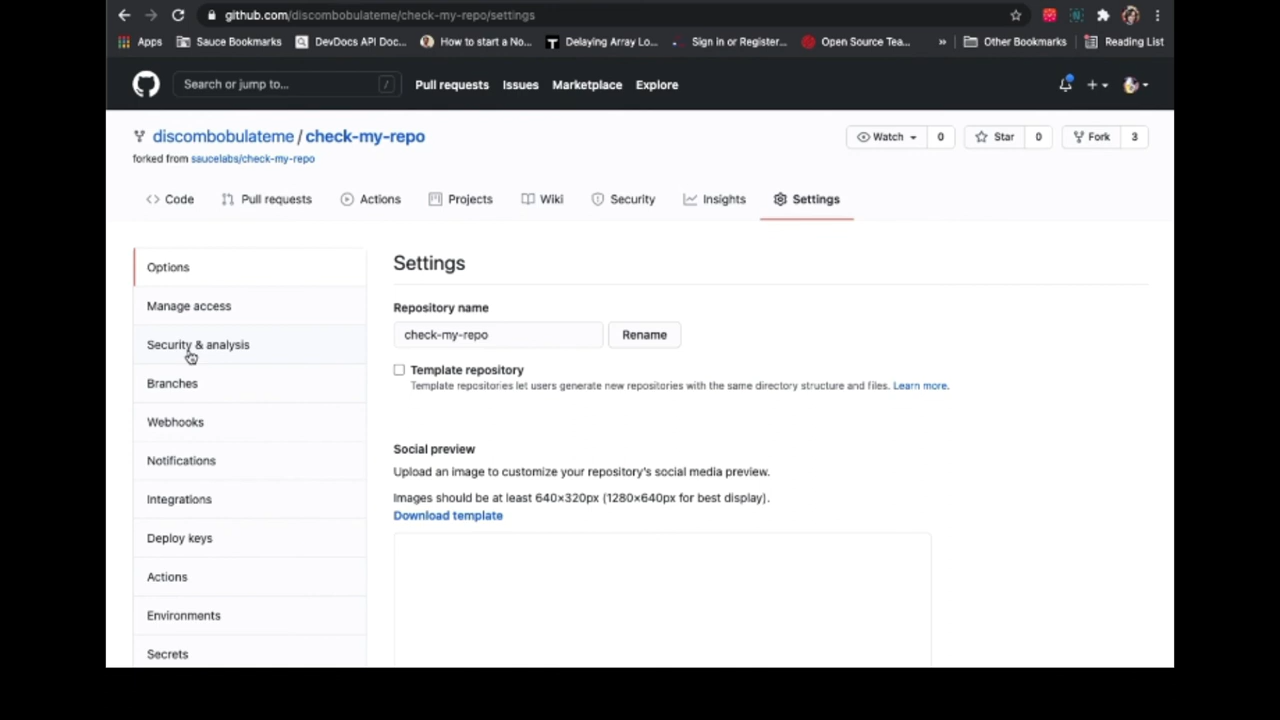 github.com/discombobulateme/check-my-repo/settings
Apps Sauce Bookmarks DevDocs API Doc... How to start a No... Delaying Array Lo... Sign in or Register... Open Source Tea... » Other Bookmarks Reading List
Search or jump to... / Pull requests Issues Marketplace Explore
discombobulateme / check-my-repo Watch 0 Star 0 Fork 3
forked from saucelabs/check-my-repo
Code Pull requests Actions Projects Wiki Security Insights Settings
Options
Manage access
Security & analysis
Branches
Webhooks
Notifications
Integrations
Deploy keys
Actions
Environments
Secrets
Settings
Repository name
check-my-repo Rename
Template repository
Template repositories let users generate new repositories with the same directory structure and files. Learn more.
Social preview
Upload an image to customize your repository's social media preview.
Images should be at least 640×320px (1280×640px for best display).
Download template